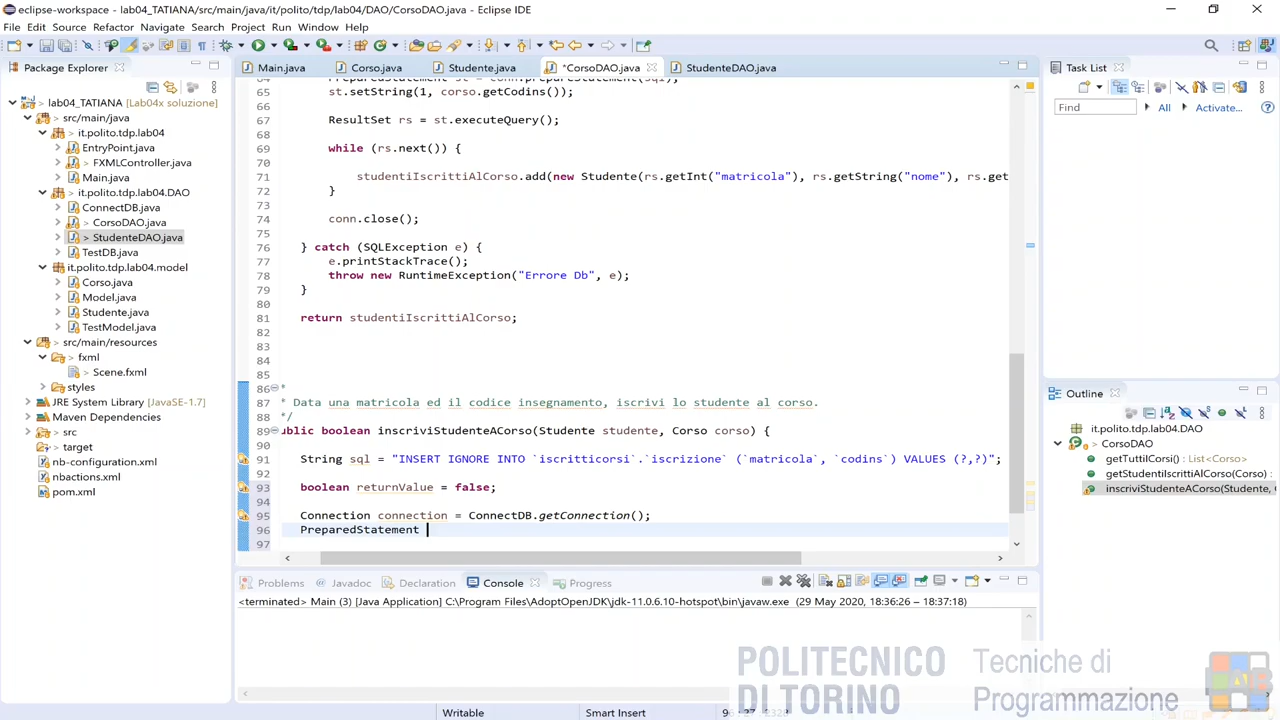 eclipse-workspace - lab04_TATIANA/src/main/java/it/polito/tdp/lab04/DAO/CorsoDAO.java - Eclipse IDE
File Edit Source Refactor Navigate Search Project Run Window Help
Package Explorer
Main.java Corso.java Studente.java *CorsoDAO.java StudenteDAO.java
Task List
Find All Activate...
lab04_TATIANA [Lab04x soluzione]
src/main/java
it.polito.tdp.lab04
EntryPoint.java
> FXMLController.java
Main.java
it.polito.tdp.lab04.DAO
ConnectDB.java
> CorsoDAO.java
> StudenteDAO.java
TestDB.java
it.polito.tdp.lab04.model
Corso.java
Model.java
Studente.java
TestModel.java
> src/main/resources
> fxml
> Scene.fxml
styles
JRE System Library [JavaSE-1.7]
Maven Dependencies
> src
target
nb-configuration.xml
nbactions.xml
pom.xml
64 PreparedStatement st = conn.prepareStatement(sql);
65 st.setString(1, corso.getCodins());
66
67 ResultSet rs = st.executeQuery();
68
69 while (rs.next()) {
70
71 studentiIscrittiAlCorso.add(new Studente(rs.getInt("matricola"), rs.getString("nome"), rs.get
72 }
73
74 conn.close();
75
76 } catch (SQLException e) {
77 e.printStackTrace();
78 throw new RuntimeException("Errore Db", e);
79 }
80
81 return studentiIscrittiAlCorso;
82
83
84
85
86 *
87 * Data una matricola ed il codice insegnamento, iscrivi lo studente al corso.
88 */
89 ublic boolean inscriviStudenteACorso(Studente studente, Corso corso) {
90
91 String sql = "INSERT IGNORE INTO `iscritticorsi`.`iscrizione` (`matricola`, `codins`) VALUES (?,?)";
92
93 boolean returnValue = false;
94
95 Connection connection = ConnectDB.getConnection();
96 PreparedStatement
97
Outline
it.polito.tdp.lab04.DAO
CorsoDAO
getTuttiICorsi() : List<Corso>
getStudentiIscrittiAlCorso(Corso) :
inscriviStudenteACorso(Studente,
Problems Javadoc Declaration Console Progress
<terminated> Main (3) [Java Application] C:\Program Files\AdoptOpenJDK\jdk-11.0.6.10-hotspot\bin\javaw.exe (29 May 2020, 18:36:26 – 18:37:18)
POLITECNICO
DI TORINO
Tecniche di
Programmazione
Writable Smart Insert 96 : 27 : 2328